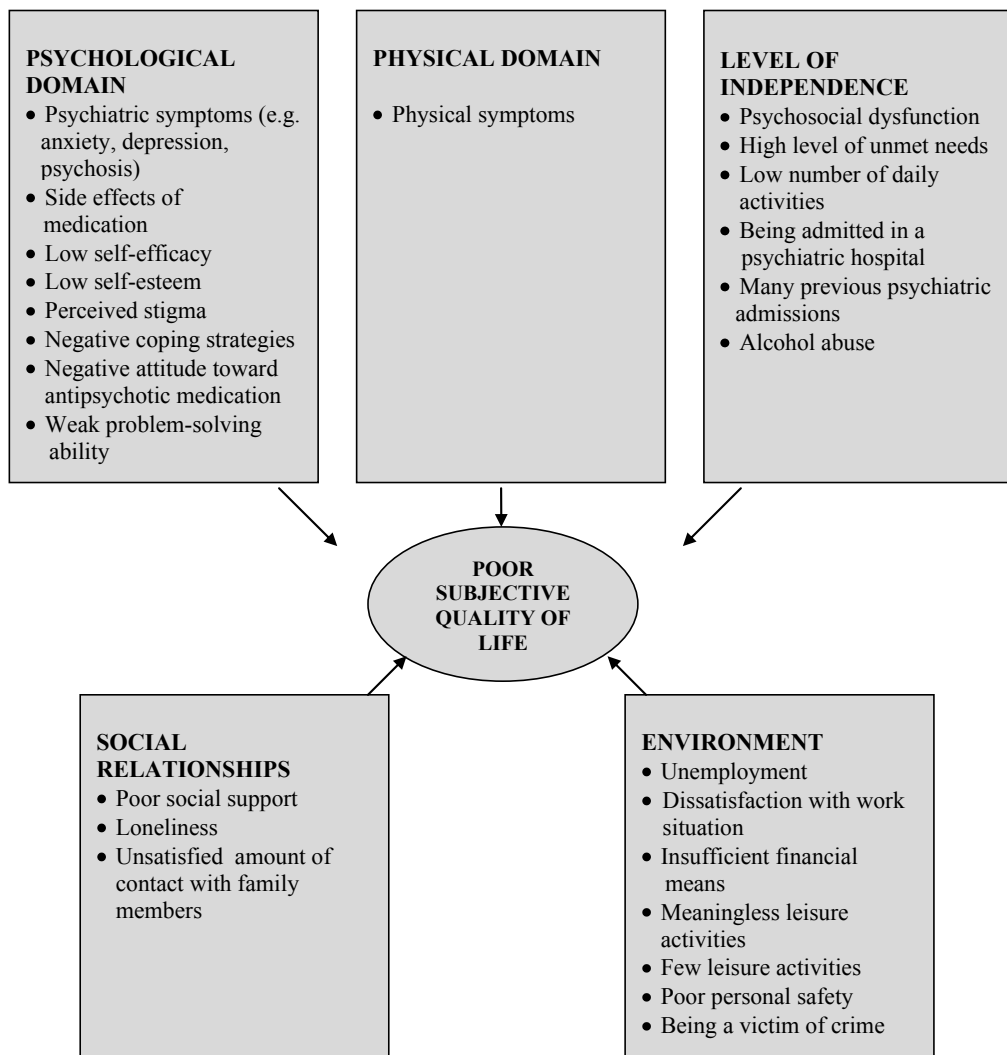 PSYCHOLOGICAL
DOMAIN
• Psychiatric symptoms (e.g.
anxiety, depression,
psychosis)
• Side effects of
medication
• Low self-efficacy
• Low self-esteem
• Perceived stigma
• Negative coping strategies
• Negative attitude toward
antipsychotic medication
• Weak problem-solving
ability
PHYSICAL DOMAIN
• Physical symptoms
LEVEL OF
INDEPENDENCE
• Psychosocial dysfunction
• High level of unmet needs
• Low number of daily
activities
• Being admitted in a
psychiatric hospital
• Many previous psychiatric
admissions
• Alcohol abuse
POOR
SUBJECTIVE
QUALITY OF
LIFE
SOCIAL
RELATIONSHIPS
• Poor social support
• Loneliness
• Unsatisfied amount of
contact with family
members
ENVIRONMENT
• Unemployment
• Dissatisfaction with work
situation
• Insufficient financial
means
• Meaningless leisure
activities
• Few leisure activities
• Poor personal safety
• Being a victim of crime